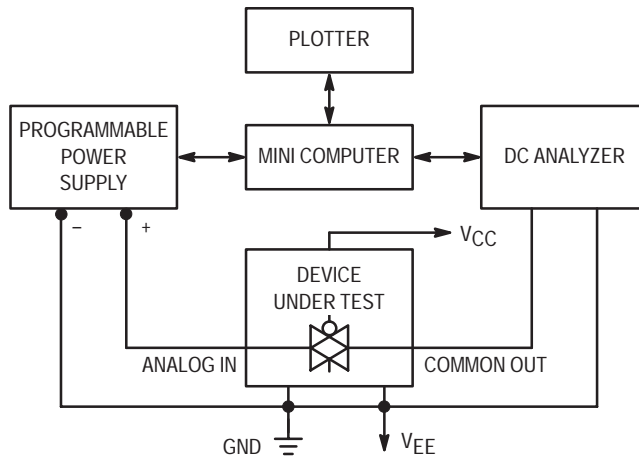 PLOTTER
PROGRAMMABLE
POWER
SUPPLY
MINI COMPUTER
DC ANALYZER
– +
VCC
DEVICE
UNDER TEST
ANALOG IN
COMMON OUT
GND
VEE